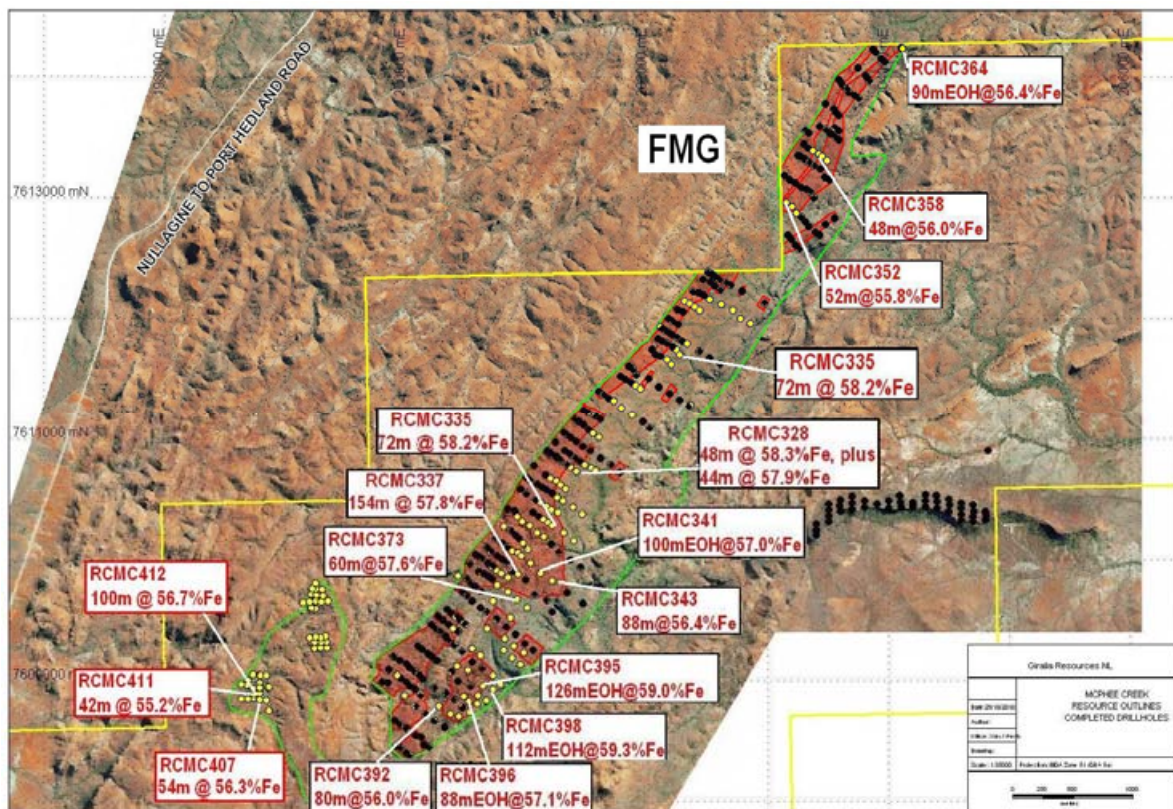 NULLAGINE TO PORT HEDLAND ROAD
FMG
7613000 mN
7611000 mN
RCMC364
90mEOH@56.4%Fe
RCMC358
48m@56.0%Fe
RCMC352
52m@55.8%Fe
RCMC335
72m @ 58.2%Fe
RCMC335
72m @ 58.2%Fe
RCMC328
48m @ 58.3%Fe, plus
44m @ 57.9%Fe
RCMC337
154m @ 57.8%Fe
RCMC341
100mEOH@57.0%Fe
RCMC373
60m@57.6%Fe
RCMC343
88m@56.4%Fe
RCMC412
100m @ 56.7%Fe
RCMC411
42m @ 55.2%Fe
RCMC407
54m @ 56.3%Fe
RCMC395
126mEOH@59.0%Fe
RCMC398
112mEOH@59.3%Fe
RCMC392
80m@56.0%Fe
RCMC396
88mEOH@57.1%Fe
Giralia Resources NL
MCPHEE CREEK
RESOURCE OUTLINES
COMPLETED DRILLHOLES